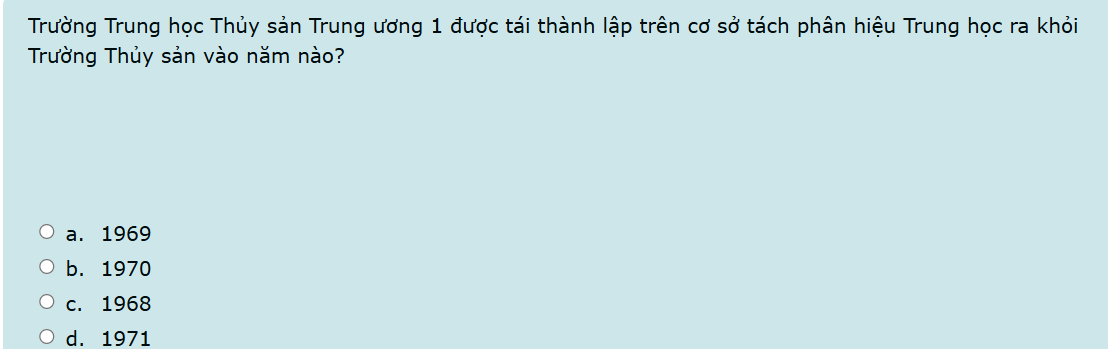 Trường Trung học Thủy sản Trung ương 1 được tái thành lập trên cơ sở tách phân hiệu Trung học ra khỏi
Trường Thủy sản vào năm nào?
a. 1969
b. 1970
c. 1968
d. 1971